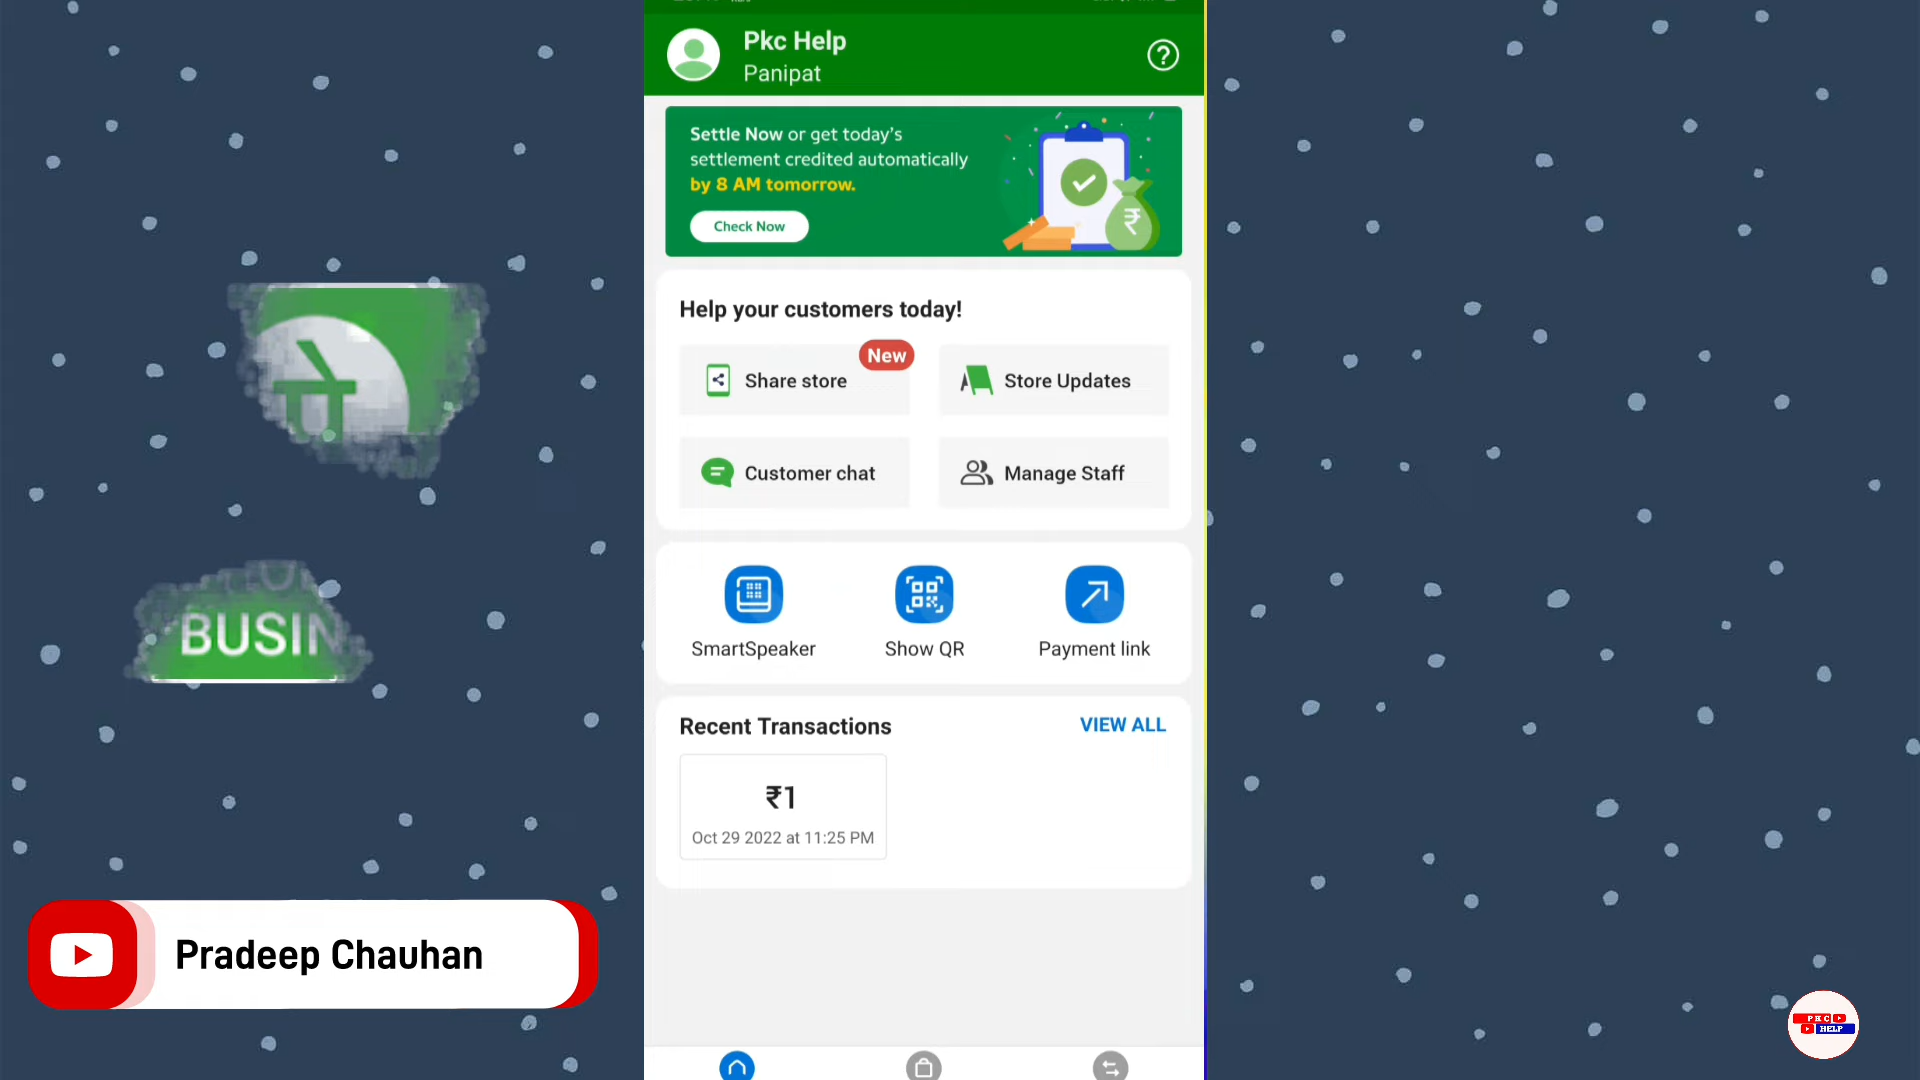 Pkc Help
Panipat
Settle Now or get today's
settlement credited automatically
by 8 AM tomorrow.
Check Now
Help your customers today!
New
Share store
Store Updates
Customer chat
Manage Staff
SmartSpeaker
Show QR
Payment link
Recent Transactions
VIEW ALL
₹1
Oct 29 2022 at 11:25 PM
पे
BUSIN
Pradeep Chauhan
PKC
HELP